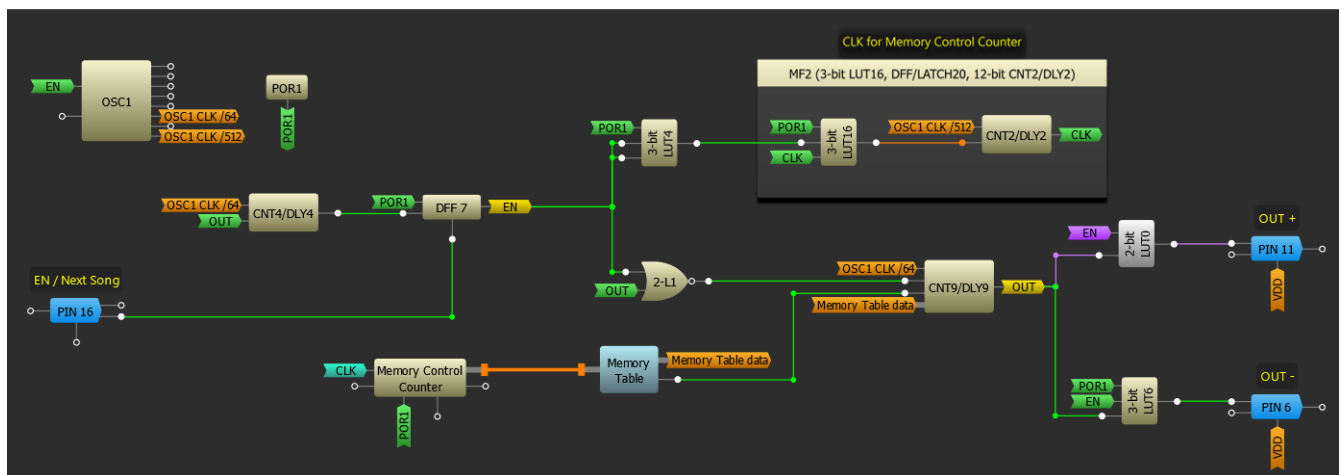 CLK for Memory Control Counter
MF2 (3-bit LUT16, DFF/LATCH20, 12-bit CNT2/DLY2)
EN
OSC1
OSC1 CLK /64
OSC1 CLK /512
POR1
POR1
POR1
3-bit
LUT4
POR1
CLK
3-bit
LUT16
OSC1 CLK /512
CNT2/DLY2
CLK
OSC1 CLK /64
OUT
CNT4/DLY4
POR1
DFF 7
EN
EN / Next Song
PIN 16
OUT
2-L1
OSC1 CLK /64
Memory Table data
CNT9/DLY9
OUT
EN
2-bit
LUT0
OUT +
PIN 11
VDD
CLK
Memory Control
Counter
POR1
Memory
Table
Memory Table data
POR1
EN
3-bit
LUT6
OUT -
PIN 6
VDD